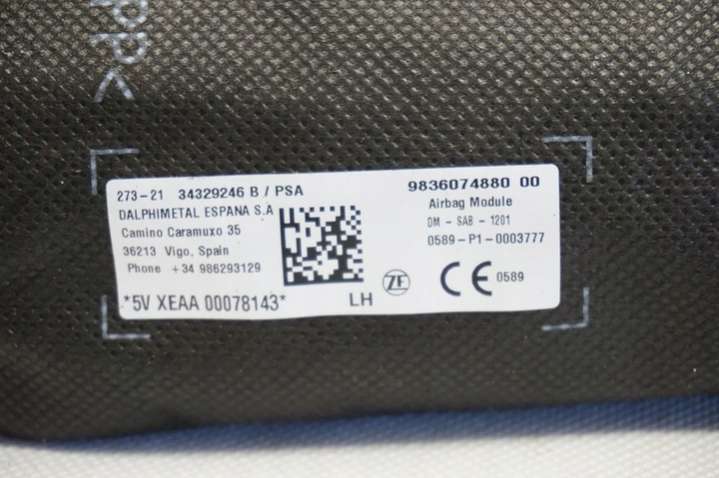 pp<
273-21 34329246 B / PSA
DALPHIMETAL ESPANA S.A
Camino Caramuxo 35
36213 Vigo, Spain
Phone +34 986293129
*5V XEAA 00078143*
LH
ZF
9836074880 00
Airbag Module
DM - SAB - 1201
0589-P1-0003777
CE 0589